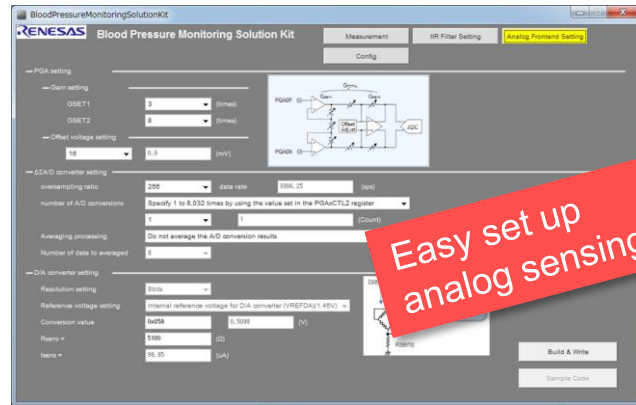 BloodPressureMonitoringSolutionKit
RENESAS Blood Pressure Monitoring Solution Kit
Measurement
IIR Filter Setting
Analog Frontend Setting
Config
PGA setting
Gain setting
GSET1 3 (times)
GSET2 8 (times)
Offset voltage setting
16 0.0 (mV)
PGA0P
PGA0N
Offset Adjust
ADC
ΔΣA/D converter setting
oversampling ratio 256 data rate 3906.25 (sps)
number of A/D conversions Specify 1 to 8,032 times by using the value set in the PGAxCTL2 register
1 1 (Count)
Averaging processing Do not average the A/D conversion results
Number of data to averaged 8
D/A converter setting
Resolution setting 8bits
Reference voltage setting Internal reference voltage for D/A converter (VREFDA)(1.45V)
Conversion value 0x05A 0.5098 (V)
Rsens = 5100 (Ω)
Isens = 99.95 (uA)
Rsens
Easy set up
analog sensing
Build & Write
Sample Code